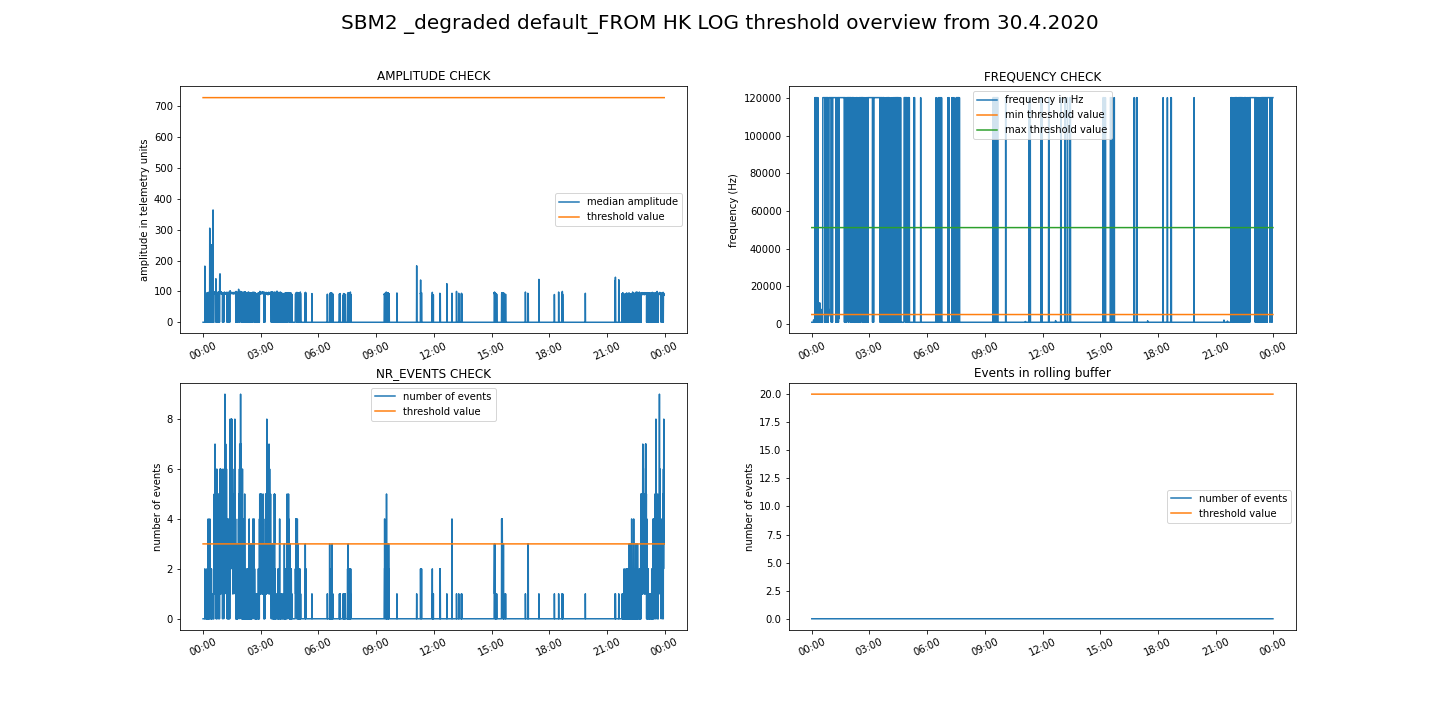 SBM2 _degraded default_FROM HK LOG threshold overview from 30.4.2020
AMPLITUDE CHECK
amplitude in telemetry units
700
600
500
400
300
200
100
0
median amplitude
threshold value
00:00 03:00 06:00 09:00 12:00 15:00 18:00 21:00 00:00
FREQUENCY CHECK
frequency (Hz)
120000
100000
80000
60000
40000
20000
0
frequency in Hz
min threshold value
max threshold value
00:00 03:00 06:00 09:00 12:00 15:00 18:00 21:00 00:00
NR_EVENTS CHECK
number of events
8
6
4
2
0
number of events
threshold value
00:00 03:00 06:00 09:00 12:00 15:00 18:00 21:00 00:00
Events in rolling buffer
number of events
20.0
17.5
15.0
12.5
10.0
7.5
5.0
2.5
0.0
number of events
threshold value
00:00 03:00 06:00 09:00 12:00 15:00 18:00 21:00 00:00